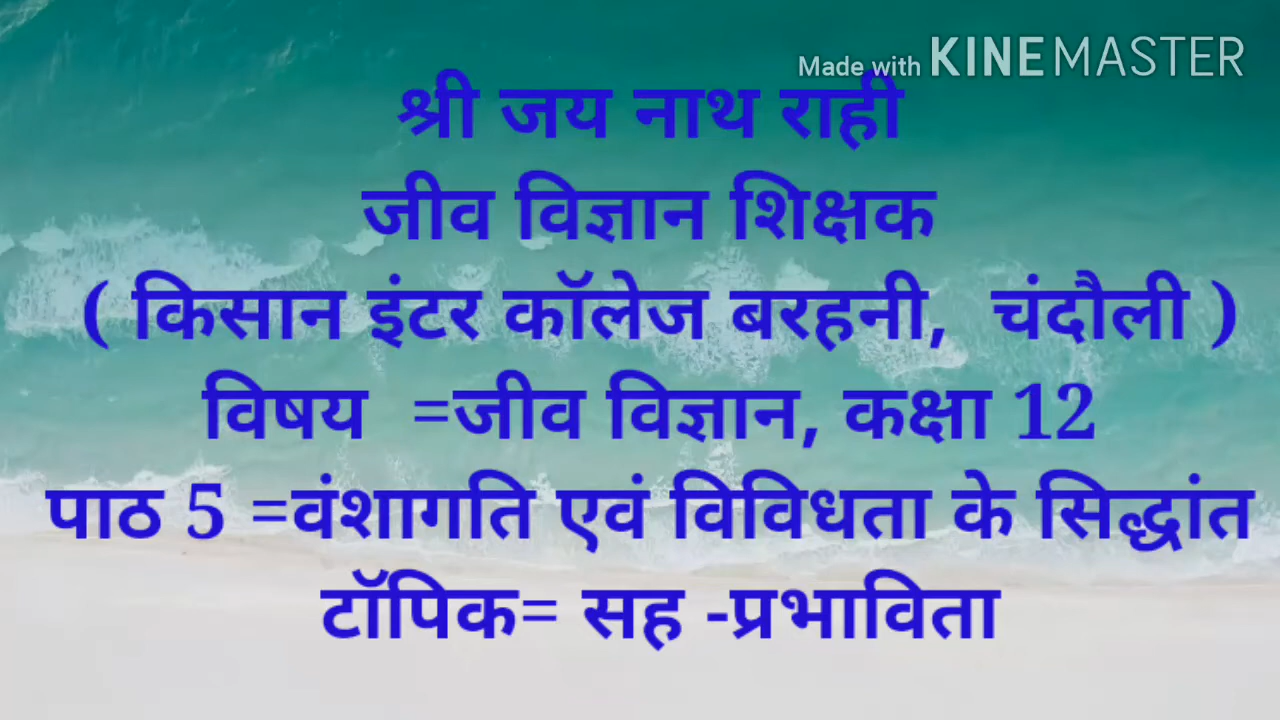 Made with KINEMASTER
श्री जय नाथ राही
जीव विज्ञान शिक्षक
( किसान इंटर कॉलेज बरहनी, चंदौली )
विषय =जीव विज्ञान, कक्षा 12
पाठ 5 =वंशागति एवं विविधता के सिद्धांत
टॉपिक= सह -प्रभाविता